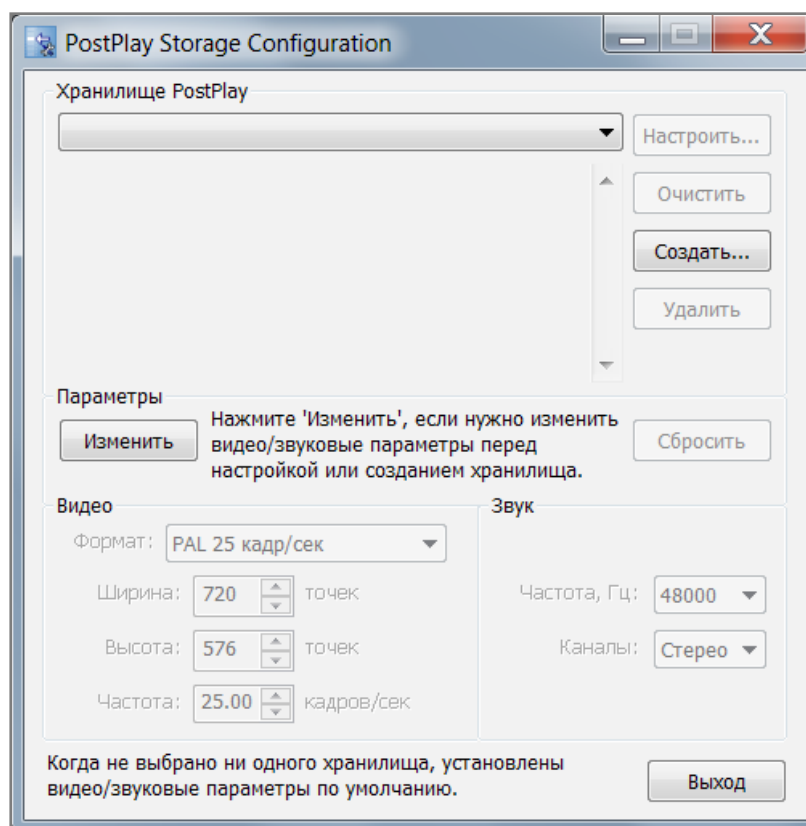 PostPlay Storage Configuration
Хранилище PostPlay
Настроить...
Очистить
Создать...
Удалить
Параметры
Изменить
Нажмите 'Изменить', если нужно изменить
видео/звуковые параметры перед
настройкой или созданием хранилища.
Сбросить
Видео
Формат: PAL 25 кадр/сек
Ширина: 720 точек
Высота: 576 точек
Частота: 25.00 кадров/сек
Звук
Частота, Гц: 48000
Каналы: Стерео
Когда не выбрано ни одного хранилища, установлены
видео/звуковые параметры по умолчанию.
Выход